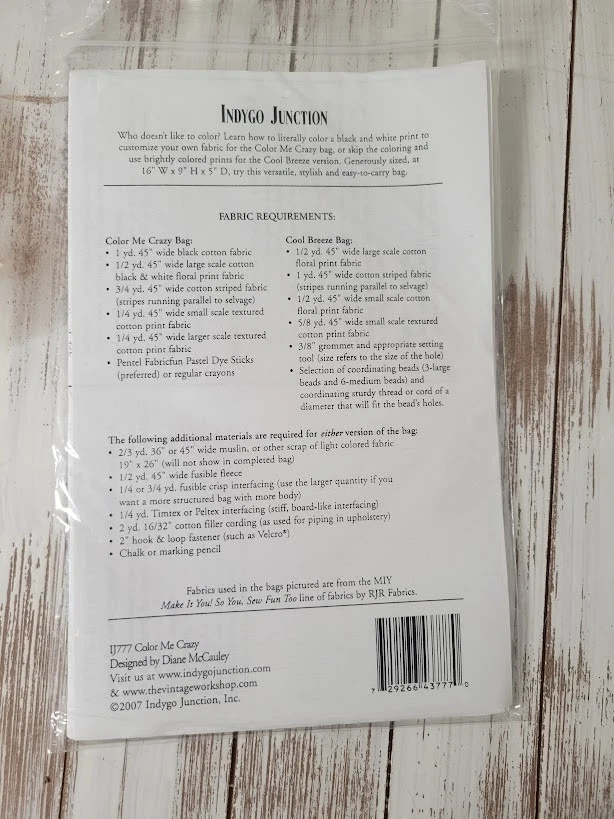 INDYGO JUNCTION
Who doesn't like to color? Learn how to literally color a black and white print to
customize your own fabric for the Color Me Crazy bag, or skip the coloring and
use brightly colored prints for the Cool Breeze version. Generously sized, at
16" W x 9" H x 5" D, try this versatile, stylish and easy-to-carry bag.
FABRIC REQUIREMENTS:
Color Me Crazy Bag:
• 1 yd. 45" wide black cotton fabric
• 1/2 yd. 45" wide large scale cotton
black & white floral print fabric
• 3/4 yd. 45" wide cotton striped fabric
(stripes running parallel to selvage)
• 1/4 yd. 45" wide small scale textured
cotton print fabric
• 1/4 yd. 45" wide larger scale textured
cotton print fabric
• Pentel Fabricfun Pastel Dye Sticks
(preferred) or regular crayons
Cool Breeze Bag:
• 1/2 yd. 45" wide large scale cotton
floral print fabric
• 1 yd. 45" wide cotton striped fabric
(stripes running parallel to selvage)
• 1/2 yd. 45" wide small scale cotton
floral print fabric
• 5/8 yd. 45" wide small scale textured
cotton print fabric
• 3/8" grommet and appropriate setting
tool (size refers to the size of the hole)
• Selection of coordinating beads (3-large
beads and 6-medium beads) and
coordinating sturdy thread or cord of a
diameter that will fit the bead's holes.
The following additional materials are required for either version of the bag:
• 2/3 yd. 36" or 45" wide muslin, or other scrap of light colored fabric
19" x 26" (will not show in completed bag)
• 1/2 yd. 45" wide fusible fleece
• 1/4 or 3/4 yd. fusible crisp interfacing (use the larger quantity if you
want a more structured bag with more body)
• 1/4 yd. Timtex or Peltex interfacing (stiff, board-like interfacing)
• 2 yd. 16/32" cotton filler cording (as used for piping in upholstery)
• 2" hook & loop fastener (such as Velcro®)
• Chalk or marking pencil
Fabrics used in the bags pictured are from the MIY
Make It You! So You, Sew Fun Too line of fabrics by RJR Fabrics.
IJ777 Color Me Crazy
Designed by Diane McCauley
Visit us at www.indygojunction.com
& www.thevintageworkshop.com
©2007 Indygo Junction, Inc.
7 29266 43777 0